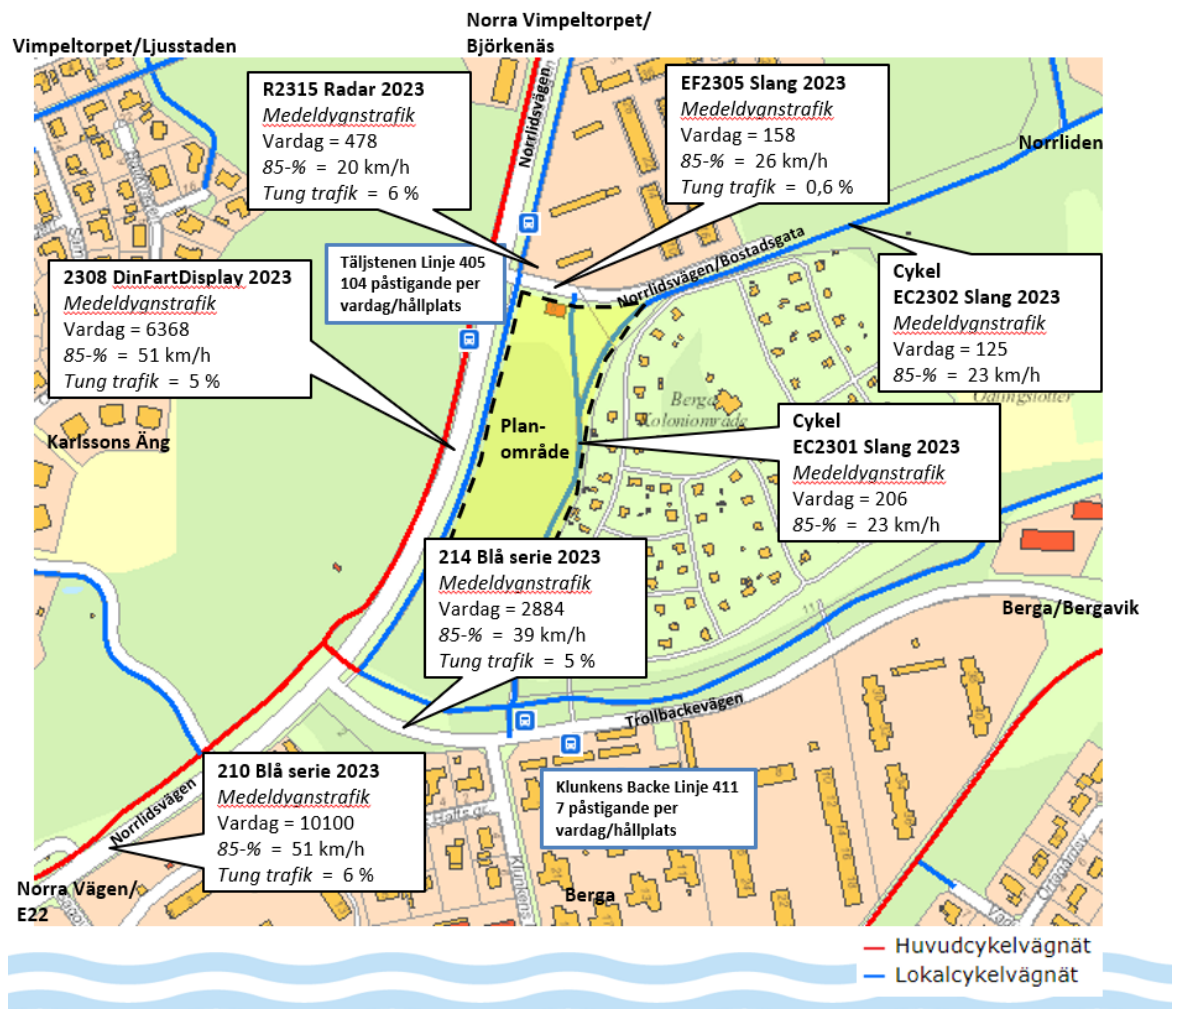 Norra Vimpeltorpet/
Björkenäs
Vimpeltorpet/Ljusstaden
R2315 Radar 2023
Medeldygnstrafik
Vardag = 478
85-% = 20 km/h
Tung trafik = 6 %
Norrlidsvägen
EF2305 Slang 2023
Medeldygnstrafik
Vardag = 158
85-% = 26 km/h
Tung trafik = 0,6 %
Norrliden
Täljstenen Linje 405
104 påstigande per
vardag/hållplats
Norrlidsvägen/Bostadsgata
2308 DinFartDisplay 2023
Medeldygnstrafik
Vardag = 6368
85-% = 51 km/h
Tung trafik = 5 %
Cykel
EC2302 Slang 2023
Medeldygnstrafik
Vardag = 125
85-% = 23 km/h
Berga
Koloniområde
Karlssons Äng
Plan-
område
Cykel
EC2301 Slang 2023
Medeldygnstrafik
Vardag = 206
85-% = 23 km/h
214 Blå serie 2023
Medeldygnstrafik
Vardag = 2884
85-% = 39 km/h
Tung trafik = 5 %
Berga/Bergavik
Trollbackevägen
210 Blå serie 2023
Medeldygnstrafik
Vardag = 10100
85-% = 51 km/h
Tung trafik = 6 %
Norrlidsvägen
Klunkens Backe Linje 411
7 påstigande per
vardag/hållplats
Klunkens
Norra Vägen/
E22
Berga
Huvudcykelvägnät
Lokalcykelvägnät